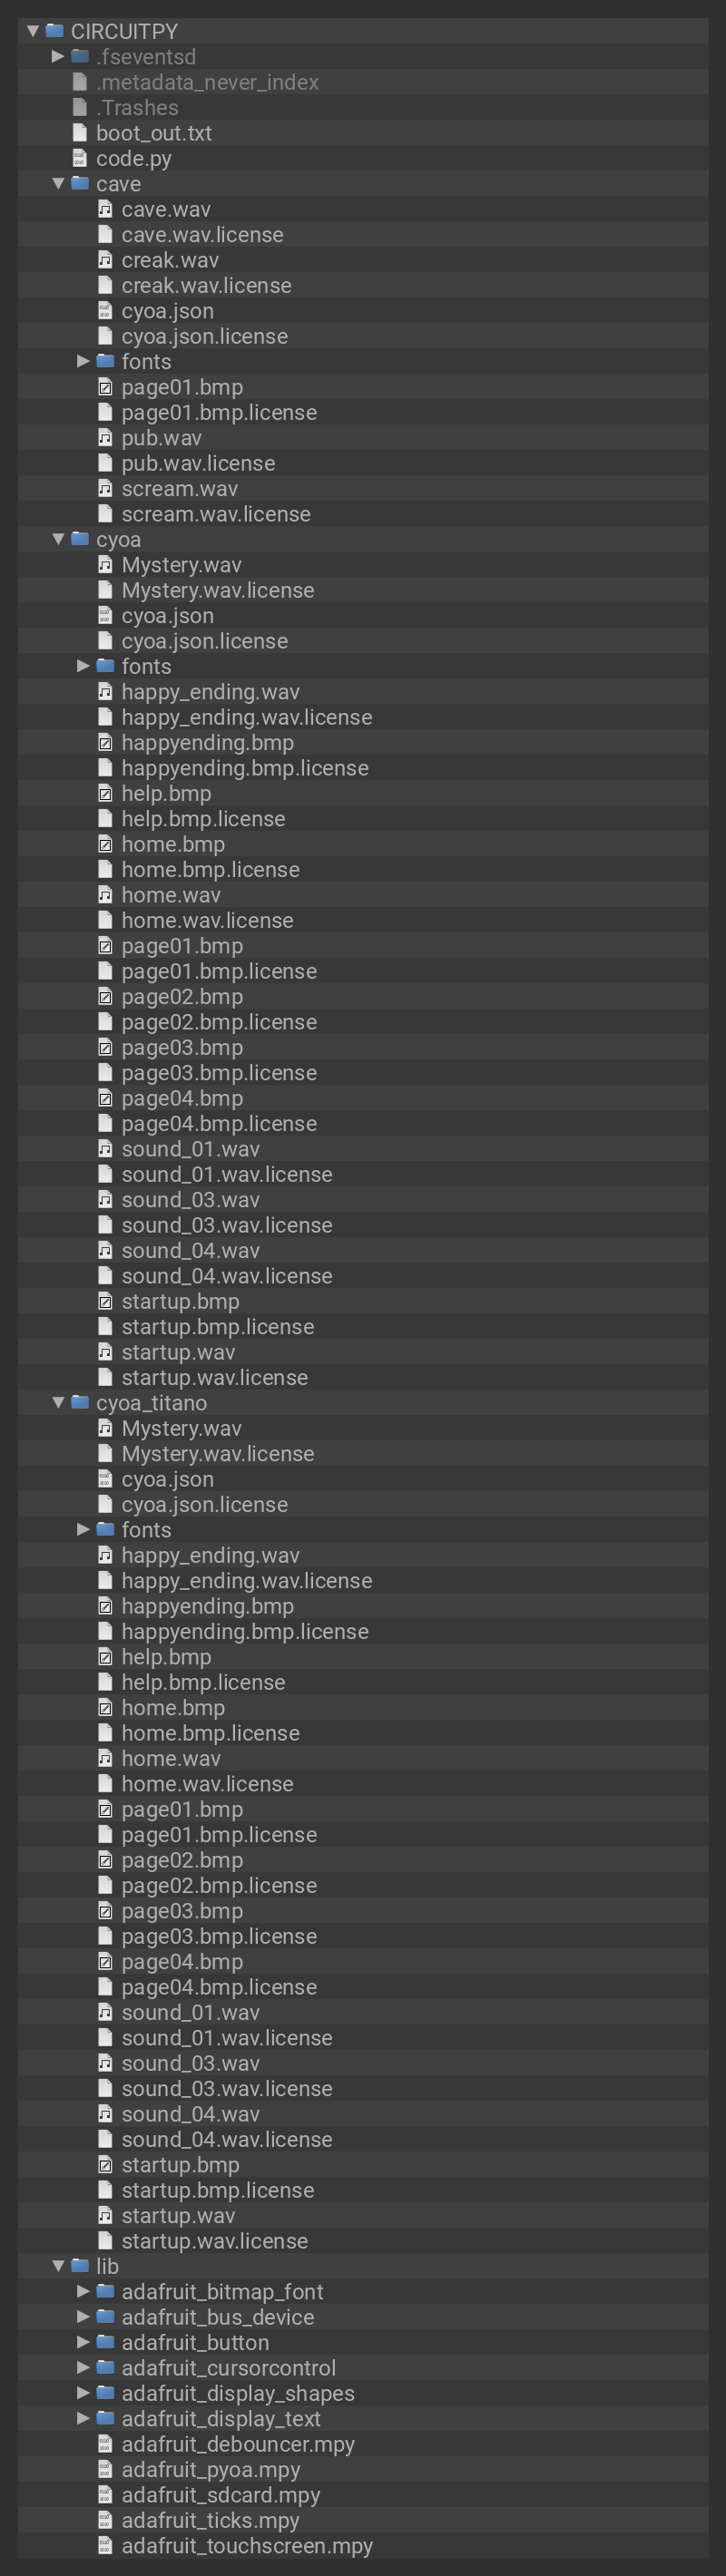 CIRCUITPY
.fseventsd
.metadata_never_index
.Trashes
boot_out.txt
code.py
cave
cave.wav
cave.wav.license
creak.wav
creak.wav.license
cyoa.json
cyoa.json.license
fonts
page01.bmp
page01.bmp.license
pub.wav
pub.wav.license
scream.wav
scream.wav.license
cyoa
Mystery.wav
Mystery.wav.license
cyoa.json
cyoa.json.license
fonts
happy_ending.wav
happy_ending.wav.license
happyending.bmp
happyending.bmp.license
help.bmp
help.bmp.license
home.bmp
home.bmp.license
home.wav
home.wav.license
page01.bmp
page01.bmp.license
page02.bmp
page02.bmp.license
page03.bmp
page03.bmp.license
page04.bmp
page04.bmp.license
sound_01.wav
sound_01.wav.license
sound_03.wav
sound_03.wav.license
sound_04.wav
sound_04.wav.license
startup.bmp
startup.bmp.license
startup.wav
startup.wav.license
cyoa_titano
Mystery.wav
Mystery.wav.license
cyoa.json
cyoa.json.license
fonts
happy_ending.wav
happy_ending.wav.license
happyending.bmp
happyending.bmp.license
help.bmp
help.bmp.license
home.bmp
home.bmp.license
home.wav
home.wav.license
page01.bmp
page01.bmp.license
page02.bmp
page02.bmp.license
page03.bmp
page03.bmp.license
page04.bmp
page04.bmp.license
sound_01.wav
sound_01.wav.license
sound_03.wav
sound_03.wav.license
sound_04.wav
sound_04.wav.license
startup.bmp
startup.bmp.license
startup.wav
startup.wav.license
lib
adafruit_bitmap_font
adafruit_bus_device
adafruit_button
adafruit_cursorcontrol
adafruit_display_shapes
adafruit_display_text
adafruit_debouncer.mpy
adafruit_pyoa.mpy
adafruit_sdcard.mpy
adafruit_ticks.mpy
adafruit_touchscreen.mpy